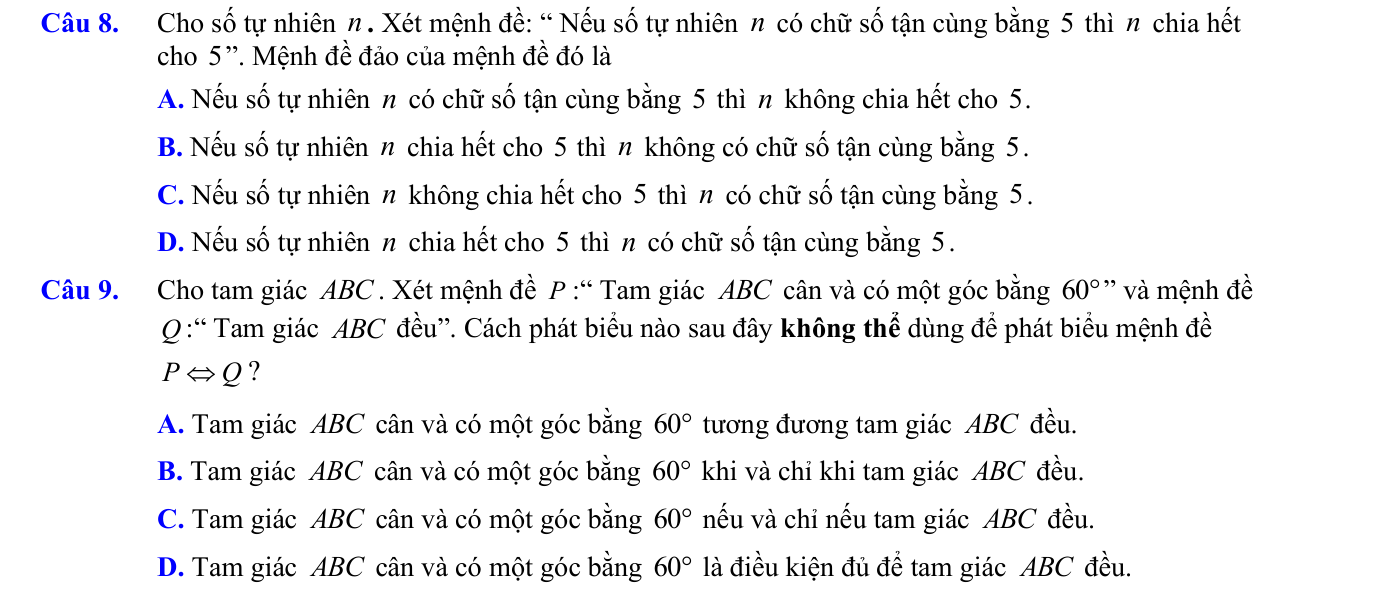 Câu 8. Cho số tự nhiên n. Xét mệnh đề: “ Nếu số tự nhiên n có chữ số tận cùng bằng 5 thì n chia hết
cho 5”. Mệnh đề đảo của mệnh đề đó là
A. Nếu số tự nhiên n có chữ số tận cùng bằng 5 thì n không chia hết cho 5.
B. Nếu số tự nhiên n chia hết cho 5 thì n không có chữ số tận cùng bằng 5.
C. Nếu số tự nhiên n không chia hết cho 5 thì n có chữ số tận cùng bằng 5.
D. Nếu số tự nhiên n chia hết cho 5 thì n có chữ số tận cùng bằng 5.
Câu 9. Cho tam giác ABC. Xét mệnh đề P:“ Tam giác ABC cân và có một góc bằng 60°” và mệnh đề
Q:“ Tam giác ABC đều”. Cách phát biểu nào sau đây không thể dùng để phát biểu mệnh đề
P ⇔ Q ?
A. Tam giác ABC cân và có một góc bằng 60° tương đương tam giác ABC đều.
B. Tam giác ABC cân và có một góc bằng 60° khi và chỉ khi tam giác ABC đều.
C. Tam giác ABC cân và có một góc bằng 60° nếu và chỉ nếu tam giác ABC đều.
D. Tam giác ABC cân và có một góc bằng 60° là điều kiện đủ để tam giác ABC đều.